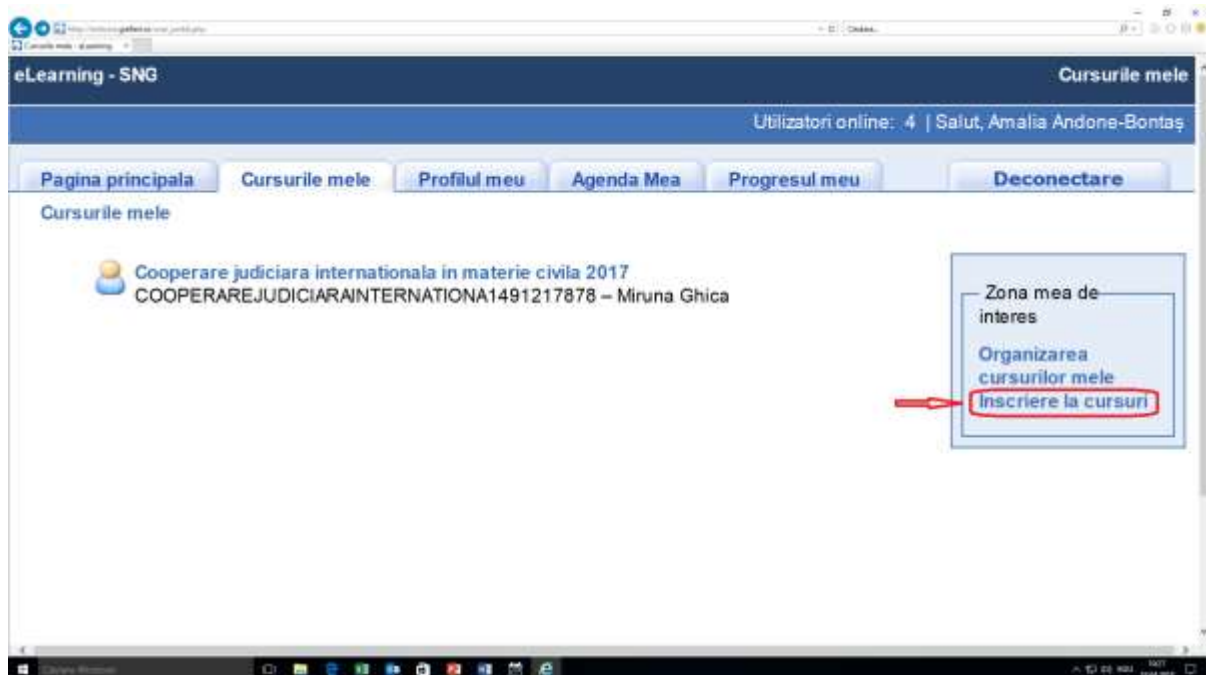 eLearning - SNG
Cursurile mele
Utilizatori online: 4 | Salut, Amalia Andone-Bontaș
Pagina principala
Cursurile mele
Profilul meu
Agenda Mea
Progresul meu
Deconectare
Cursurile mele
Cooperare judiciara internationala in materie civila 2017
COOPERAREJUDICIARAINTERNATIONA1491217878 – Miruna Ghica
Zona mea de
interes
Organizarea
cursurilor mele
Inscriere la cursuri